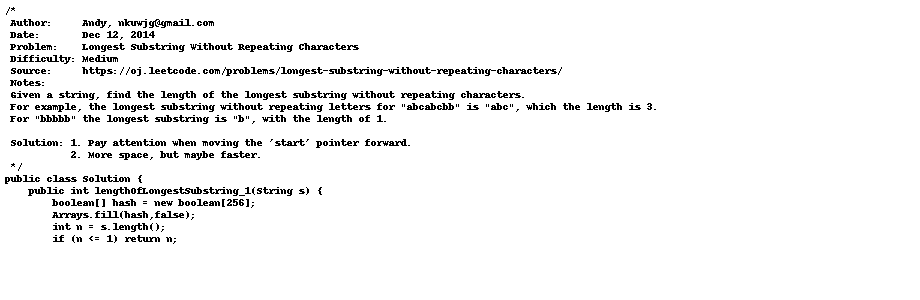 /*
 Author:     Andy, nkuwjg@gmail.com
 Date:       Dec 12, 2014
 Problem:    Longest Substring Without Repeating Characters
 Difficulty: Medium
 Source:     https://oj.leetcode.com/problems/longest-substring-without-repeating-characters/
 Notes:
 Given a string, find the length of the longest substring without repeating characters.
 For example, the longest substring without repeating letters for "abcabcbb" is "abc", which the length is 3.
 For "bbbbb" the longest substring is "b", with the length of 1.

 Solution: 1. Pay attention when moving the 'start' pointer forward.
           2. More space, but maybe faster.
 */
public class Solution {
    public int lengthOfLongestSubstring_1(String s) {
        boolean[] hash = new boolean[256];
        Arrays.fill(hash,false);
        int n = s.length();
        if (n <= 1) return n;